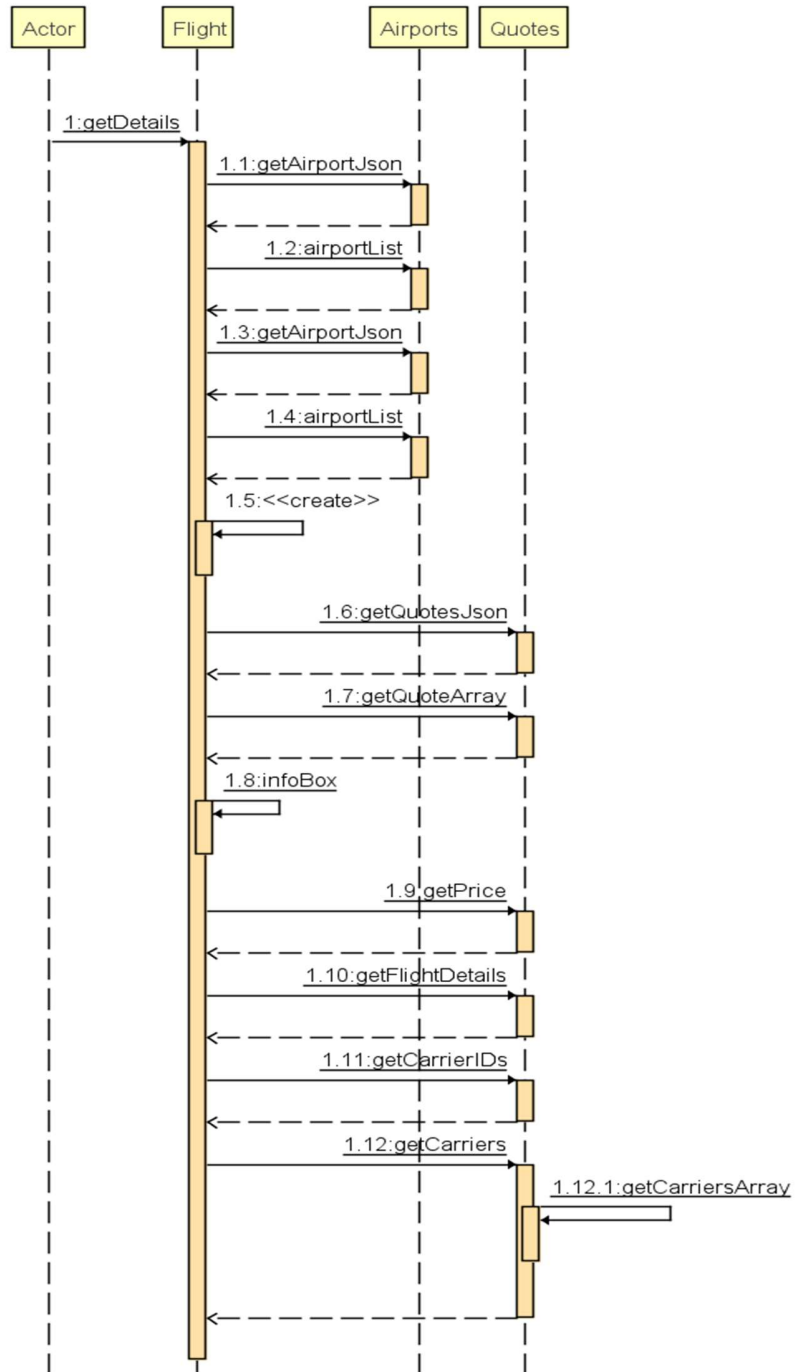 Actor
Flight
Airports
Quotes
1:getDetails
1.1:getAirportJson
1.2:airportList
1.3:getAirportJson
1.4:airportList
1.5:<<create>>
1.6:getQuotesJson
1.7:getQuoteArray
1.8:infoBox
1.9:getPrice
1.10:getFlightDetails
1.11:getCarrierIDs
1.12:getCarriers
1.12.1:getCarriersArray